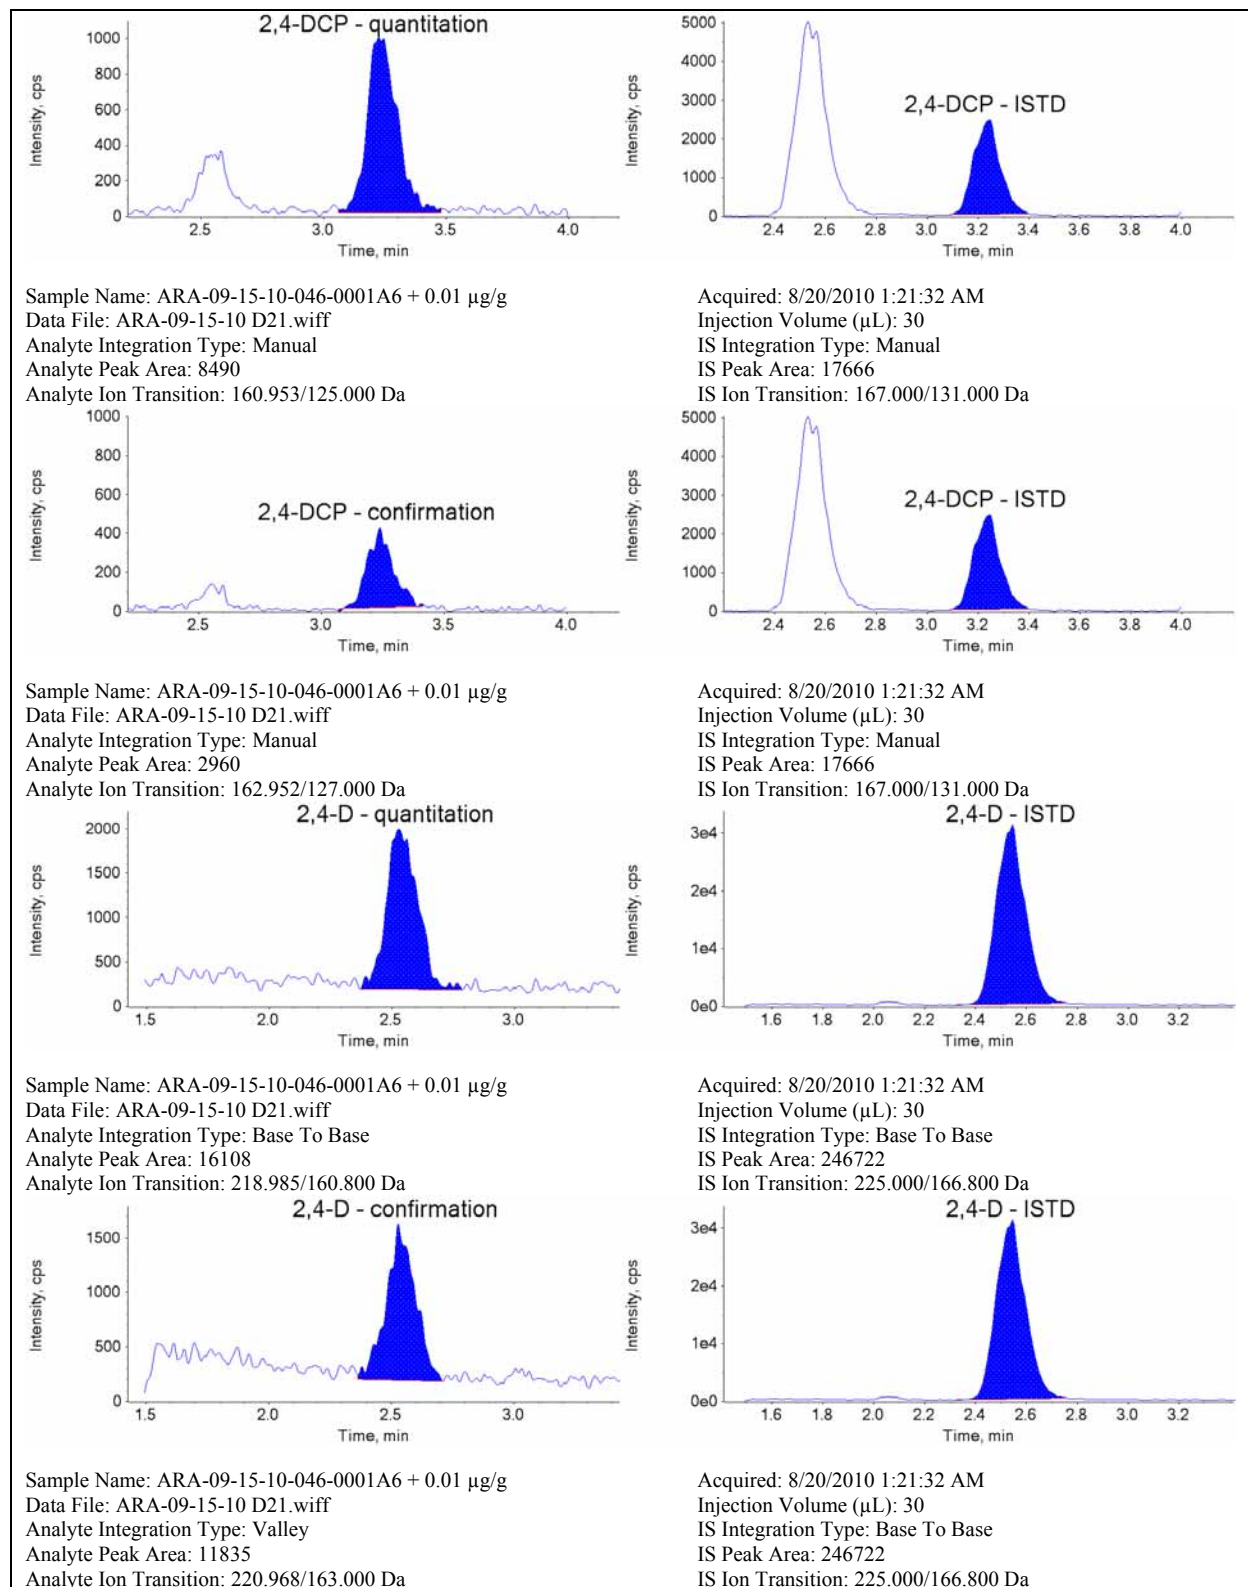 2,4-DCP - quantitation
1000
800
600
400
200
0
Intensity, cps
2.5 3.0 3.5 4.0
Time, min
2,4-DCP - ISTD
5000
4000
3000
2000
1000
0
Intensity, cps
2.4 2.6 2.8 3.0 3.2 3.4 3.6 3.8 4.0
Time, min
Sample Name: ARA-09-15-10-046-0001A6 + 0.01 µg/g
Data File: ARA-09-15-10 D21.wiff
Analyte Integration Type: Manual
Analyte Peak Area: 8490
Analyte Ion Transition: 160.953/125.000 Da
Acquired: 8/20/2010 1:21:32 AM
Injection Volume (µL): 30
IS Integration Type: Manual
IS Peak Area: 17666
IS Ion Transition: 167.000/131.000 Da
2,4-DCP - confirmation
1000
800
600
400
200
0
Intensity, cps
2.5 3.0 3.5 4.0
Time, min
2,4-DCP - ISTD
5000
4000
3000
2000
1000
0
Intensity, cps
2.4 2.6 2.8 3.0 3.2 3.4 3.6 3.8 4.0
Time, min
Sample Name: ARA-09-15-10-046-0001A6 + 0.01 µg/g
Data File: ARA-09-15-10 D21.wiff
Analyte Integration Type: Manual
Analyte Peak Area: 2960
Analyte Ion Transition: 162.952/127.000 Da
Acquired: 8/20/2010 1:21:32 AM
Injection Volume (µL): 30
IS Integration Type: Manual
IS Peak Area: 17666
IS Ion Transition: 167.000/131.000 Da
2,4-D - quantitation
2000
1500
1000
500
0
Intensity, cps
1.5 2.0 2.5 3.0
Time, min
2,4-D - ISTD
3e4
2e4
1e4
0e0
Intensity, cps
1.6 1.8 2.0 2.2 2.4 2.6 2.8 3.0 3.2
Time, min
Sample Name: ARA-09-15-10-046-0001A6 + 0.01 µg/g
Data File: ARA-09-15-10 D21.wiff
Analyte Integration Type: Base To Base
Analyte Peak Area: 16108
Analyte Ion Transition: 218.985/160.800 Da
Acquired: 8/20/2010 1:21:32 AM
Injection Volume (µL): 30
IS Integration Type: Base To Base
IS Peak Area: 246722
IS Ion Transition: 225.000/166.800 Da
2,4-D - confirmation
1500
1000
500
0
Intensity, cps
1.5 2.0 2.5 3.0
Time, min
2,4-D - ISTD
3e4
2e4
1e4
0e0
Intensity, cps
1.6 1.8 2.0 2.2 2.4 2.6 2.8 3.0 3.2
Time, min
Sample Name: ARA-09-15-10-046-0001A6 + 0.01 µg/g
Data File: ARA-09-15-10 D21.wiff
Analyte Integration Type: Valley
Analyte Peak Area: 11835
Analyte Ion Transition: 220.968/163.000 Da
Acquired: 8/20/2010 1:21:32 AM
Injection Volume (µL): 30
IS Integration Type: Base To Base
IS Peak Area: 246722
IS Ion Transition: 225.000/166.800 Da